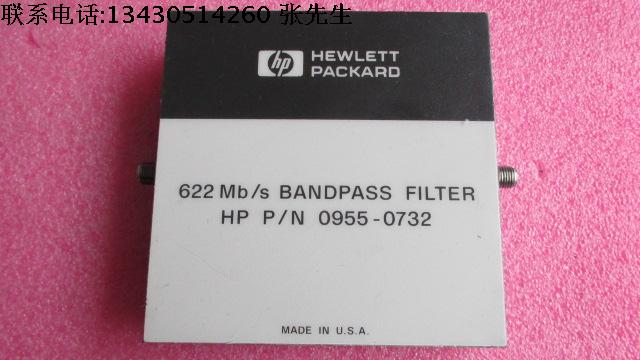 联系电话:13430514260 张先生
hp HEWLETT
PACKARD
622 Mb/s BANDPASS FILTER
HP P/N 0955-0732
MADE IN U.S.A.